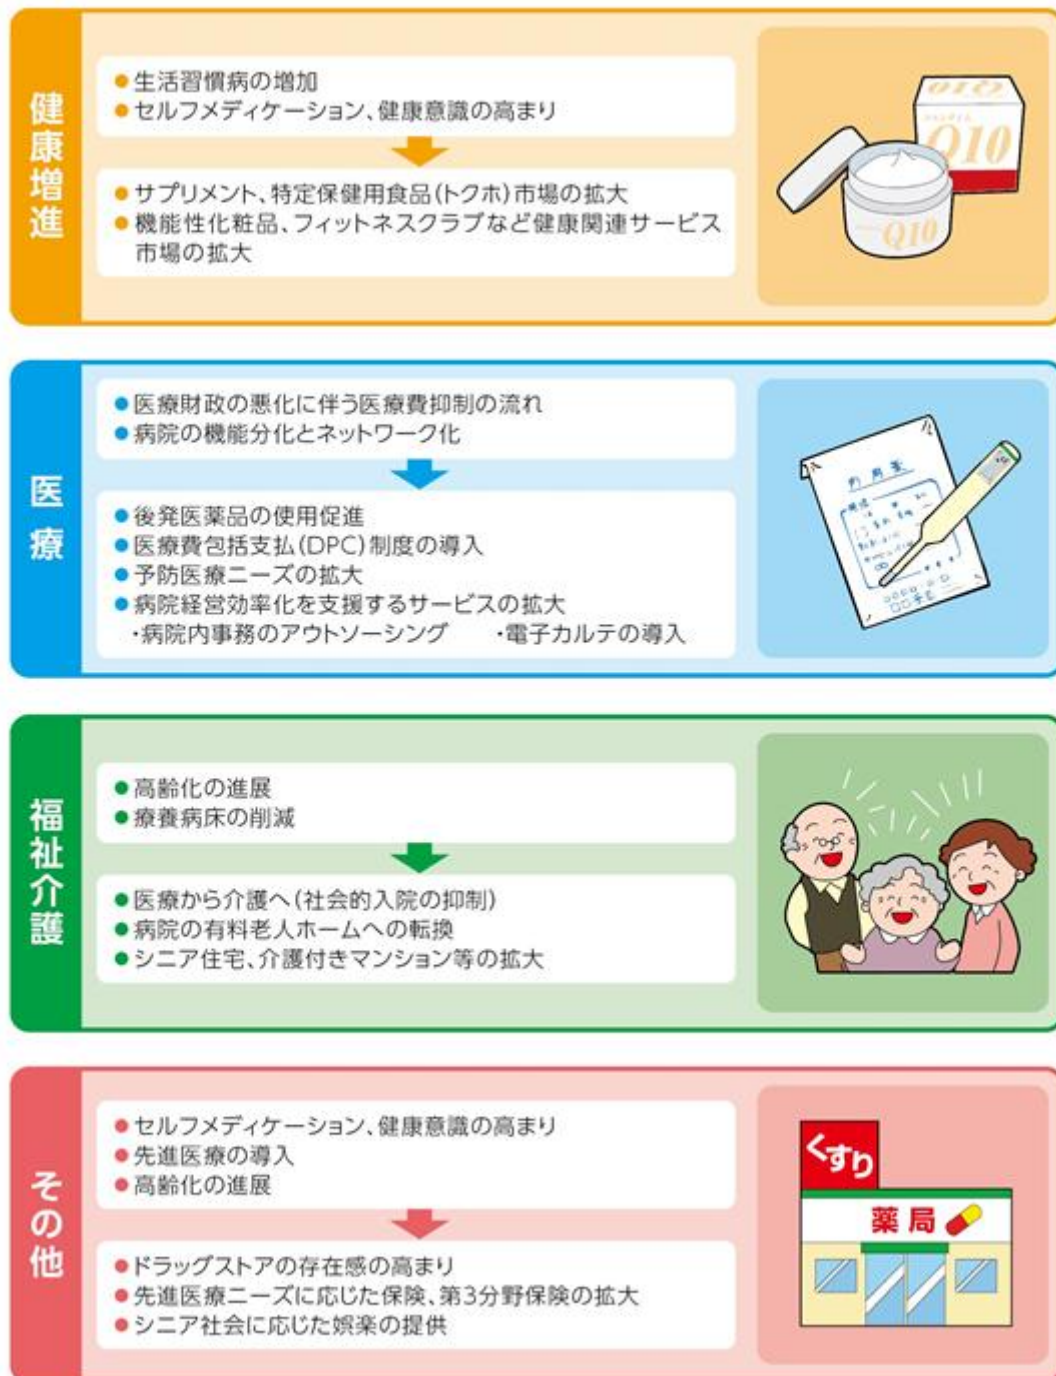 健康増進
●生活習慣病の増加
●セルフメディケーション、健康意識の高まり
●サプリメント、特定保健用食品(トクホ)市場の拡大
●機能性化粧品、フィットネスクラブなど健康関連サービス
市場の拡大
Q10
Q10
Q10
医療
●医療財政の悪化に伴う医療費抑制の流れ
●病院の機能分化とネットワーク化
●後発医薬品の使用促進
●医療費包括支払(DPC)制度の導入
●予防医療ニーズの拡大
●病院経営効率化を支援するサービスの拡大
・病院内事務のアウトソーシング ・電子カルテの導入
福祉介護
●高齢化の進展
●療養病床の削減
●医療から介護へ(社会的入院の抑制)
●病院の有料老人ホームへの転換
●シニア住宅、介護付きマンション等の拡大
その他
●セルフメディケーション、健康意識の高まり
●先進医療の導入
●高齢化の進展
●ドラッグストアの存在感の高まり
●先進医療ニーズに応じた保険、第3分野保険の拡大
●シニア社会に応じた娯楽の提供
くすり
薬局